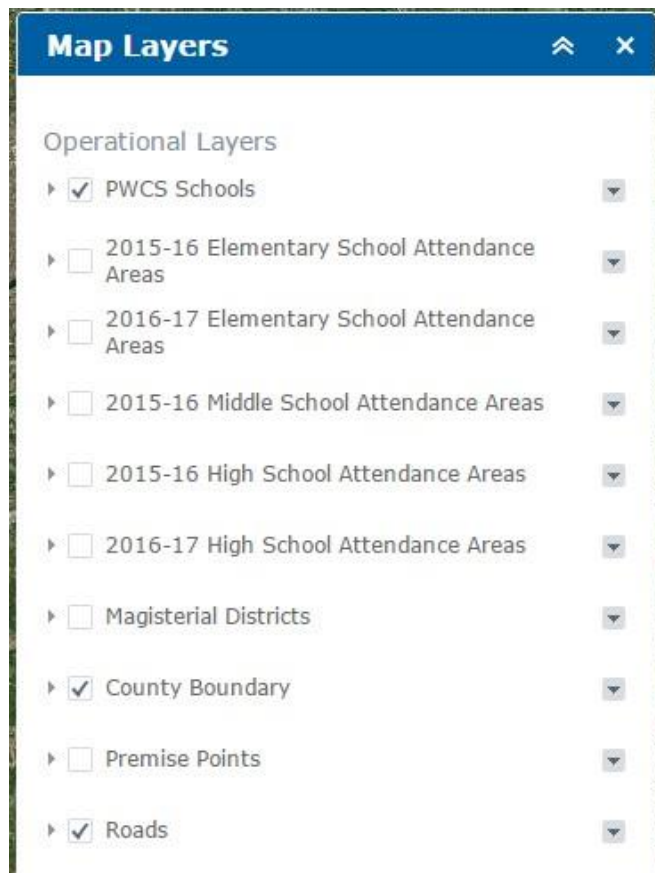 Map Layers
Operational Layers
PWCS Schools
2015-16 Elementary School Attendance
Areas
2016-17 Elementary School Attendance
Areas
2015-16 Middle School Attendance Areas
2015-16 High School Attendance Areas
2016-17 High School Attendance Areas
Magisterial Districts
County Boundary
Premise Points
Roads